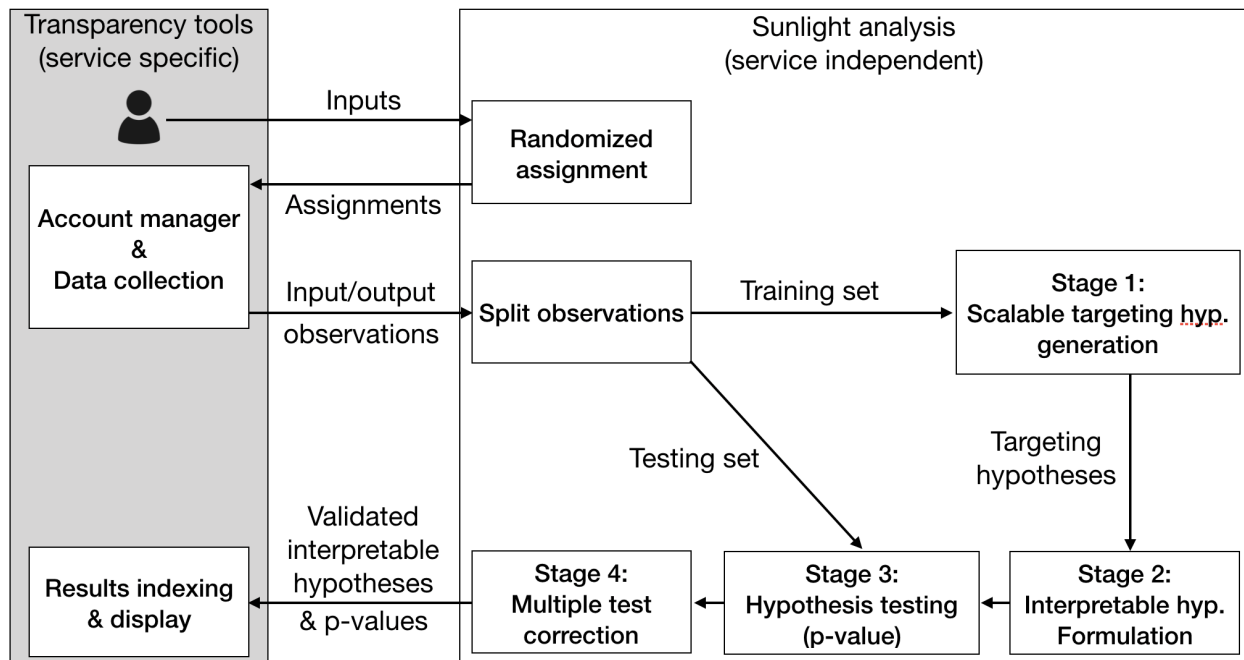 Transparency tools
(service specific)
Sunlight analysis
(service independent)
Inputs
Randomized
assignment
Assignments
Account manager
&
Data collection
Input/output
observations
Split observations
Training set
Stage 1:
Scalable targeting hyp.
generation
Testing set
Targeting
hypotheses
Stage 2:
Interpretable hyp.
Formulation
Stage 3:
Hypothesis testing
(p-value)
Stage 4:
Multiple test
correction
Validated
interpretable
hypotheses
& p-values
Results indexing
& display